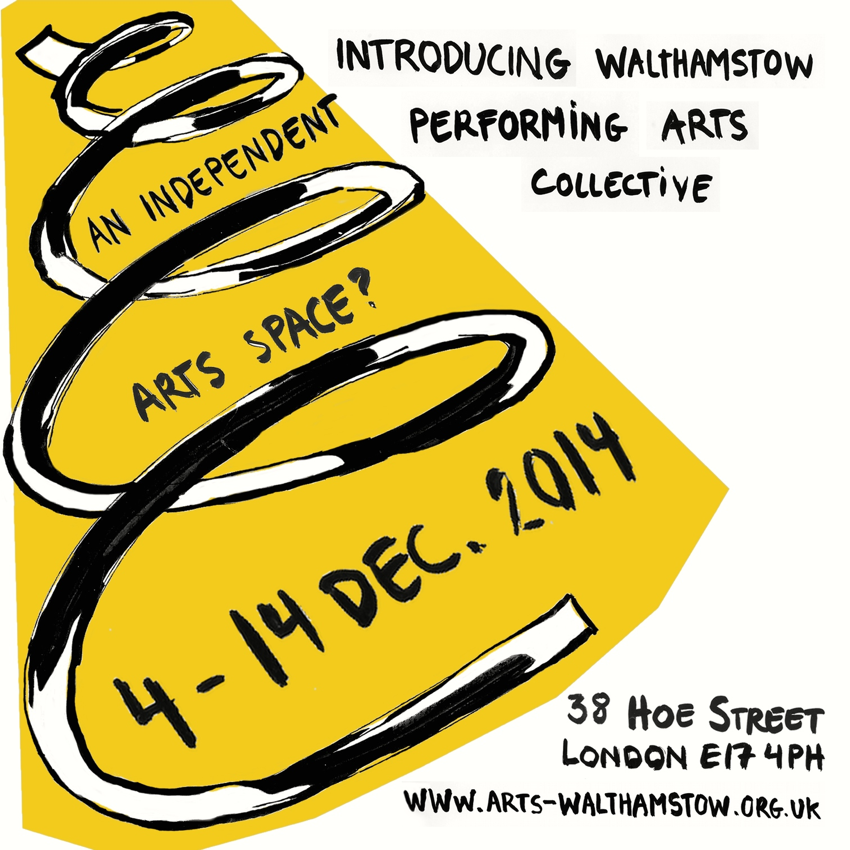 INTRODUCING WALTHAMSTOW
PERFORMING ARTS
COLLECTIVE
AN INDEPENDENT
ARTS SPACE?
4-14 DEC. 2014
38 HOE STREET
LONDON E17 4PH
WWW.ARTS-WALTHAMSTOW.ORG.UK